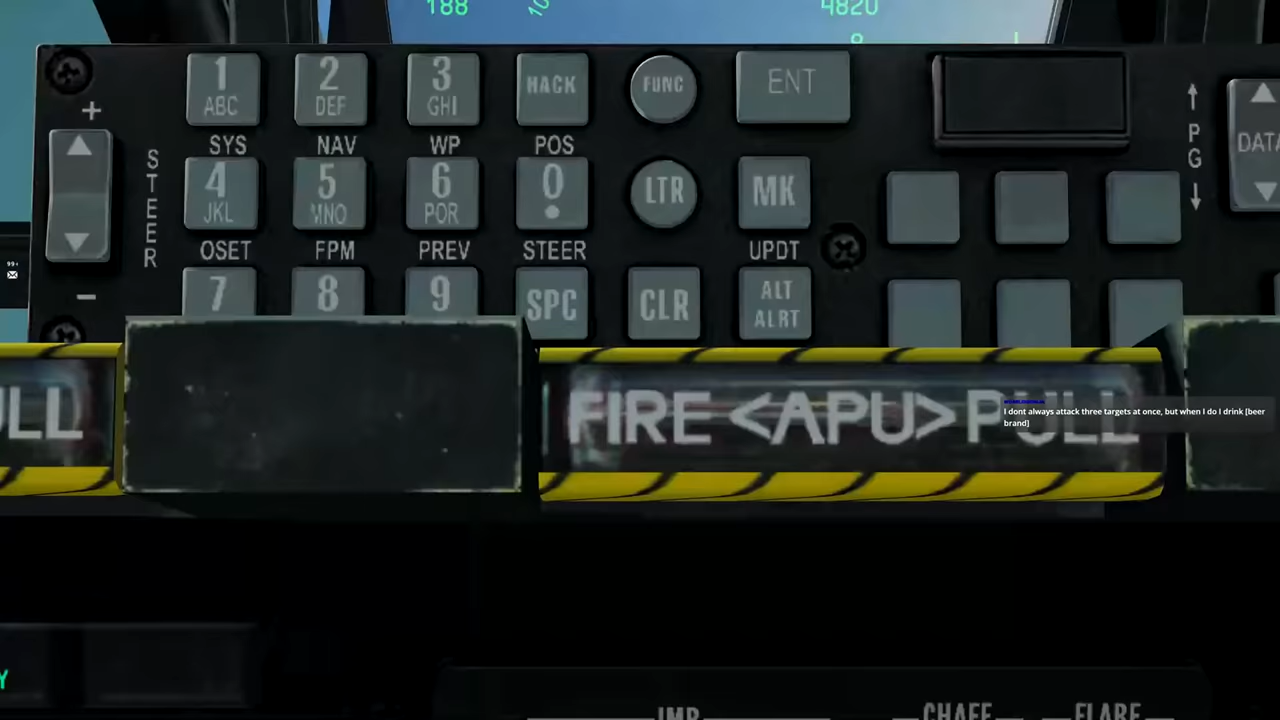 188 10 4820
1 2 3 HACK FUNC ENT
ABC DEF GHI
+
SYS NAV WP POS
STEER
PG
DATA
4 5 6 0 LTR MK
JKL MNO PQR
OSET FPM PREV STEER UPDT
7 8 9 SPC CLR ALT
ALRT
−
ULL FIRE <APU> PULL
I dont always attack three targets at once, but when I do I drink [beer
brand]
99+
Y
CHAFF FLARE